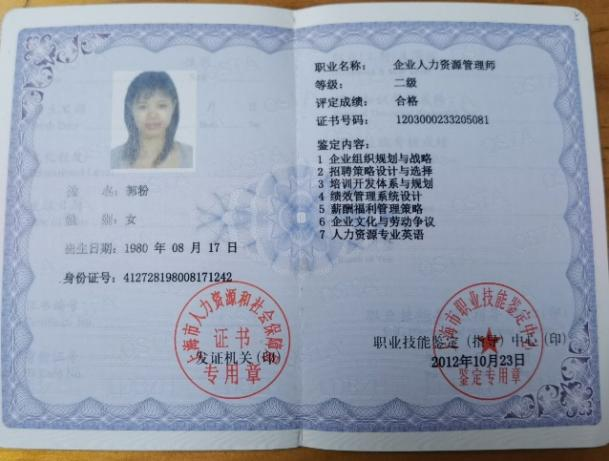 姓 名: 郭粉
性 别: 女
出生日期: 1980 年 08 月 17 日
身份证号: 412728198008171242
发证机关(印)
上海市人力资源和社会保障局
证书
专用章
职业名称: 企业人力资源管理师
等级: 二级
评定成绩: 合格
证书号码: 1203000233205081
鉴定内容:
1 企业组织规划与战略
2 招聘策略设计与选择
3 培训开发体系与规划
4 绩效管理系统设计
5 薪酬福利管理策略
6 企业文化与劳动争议
7 人力资源专业英语
职业技能鉴定(指导)中心(印)
2012年10月23日
上海市职业技能鉴定中心
鉴定专用章